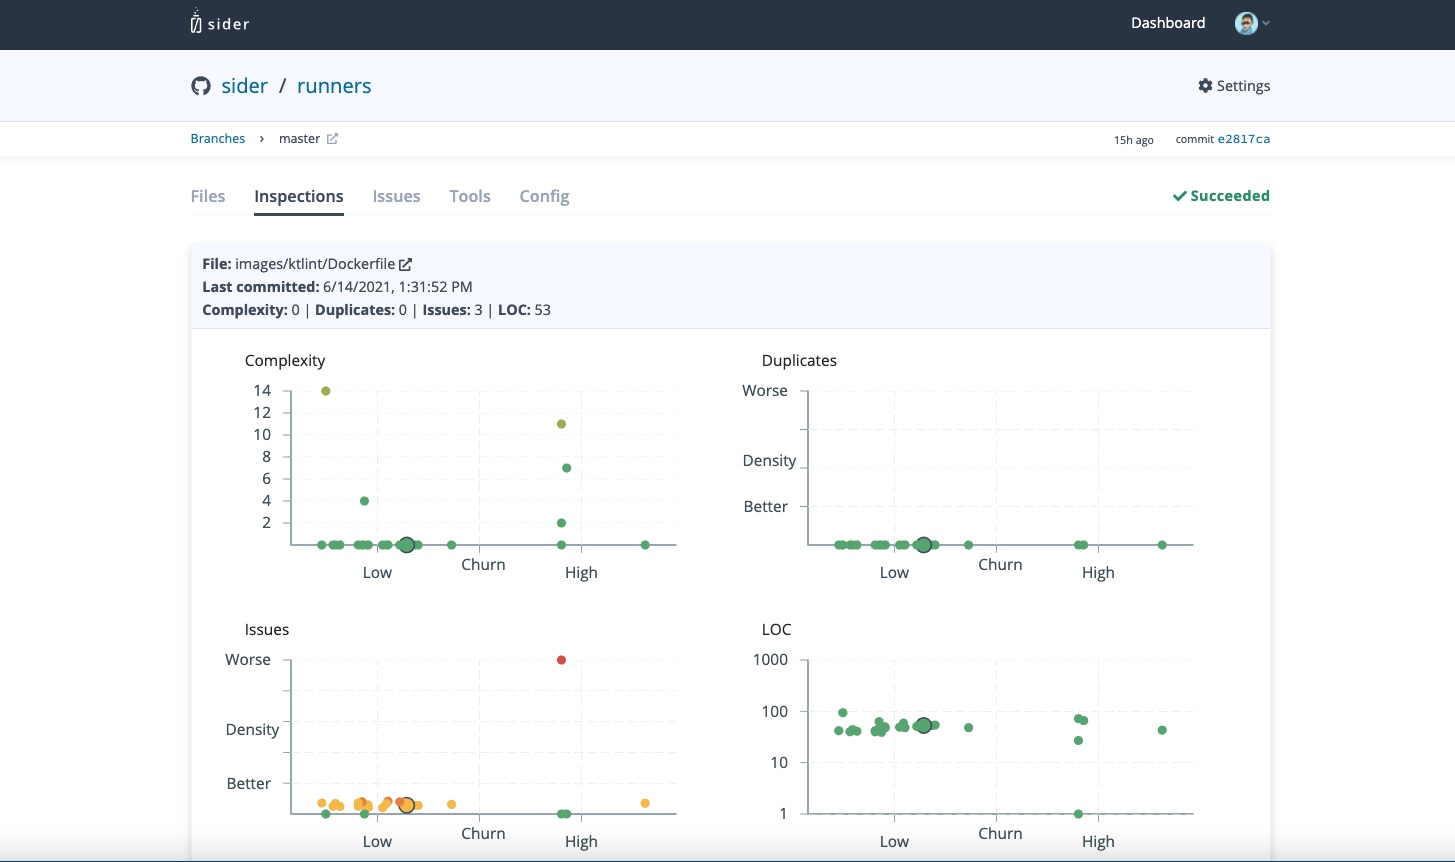 sider
Dashboard
sider / runners
Settings
Branches › master
15h ago commit e2817ca
Files Inspections Issues Tools Config
Succeeded
File: images/ktlint/Dockerfile
Last committed: 6/14/2021, 1:31:52 PM
Complexity: 0 | Duplicates: 0 | Issues: 3 | LOC: 53
Complexity
14
12
10
8
6
4
2
Low
Churn
High
Duplicates
Worse
Density
Better
Low
Churn
High
Issues
Worse
Density
Better
Low
Churn
High
LOC
1000
100
10
1
Low
Churn
High